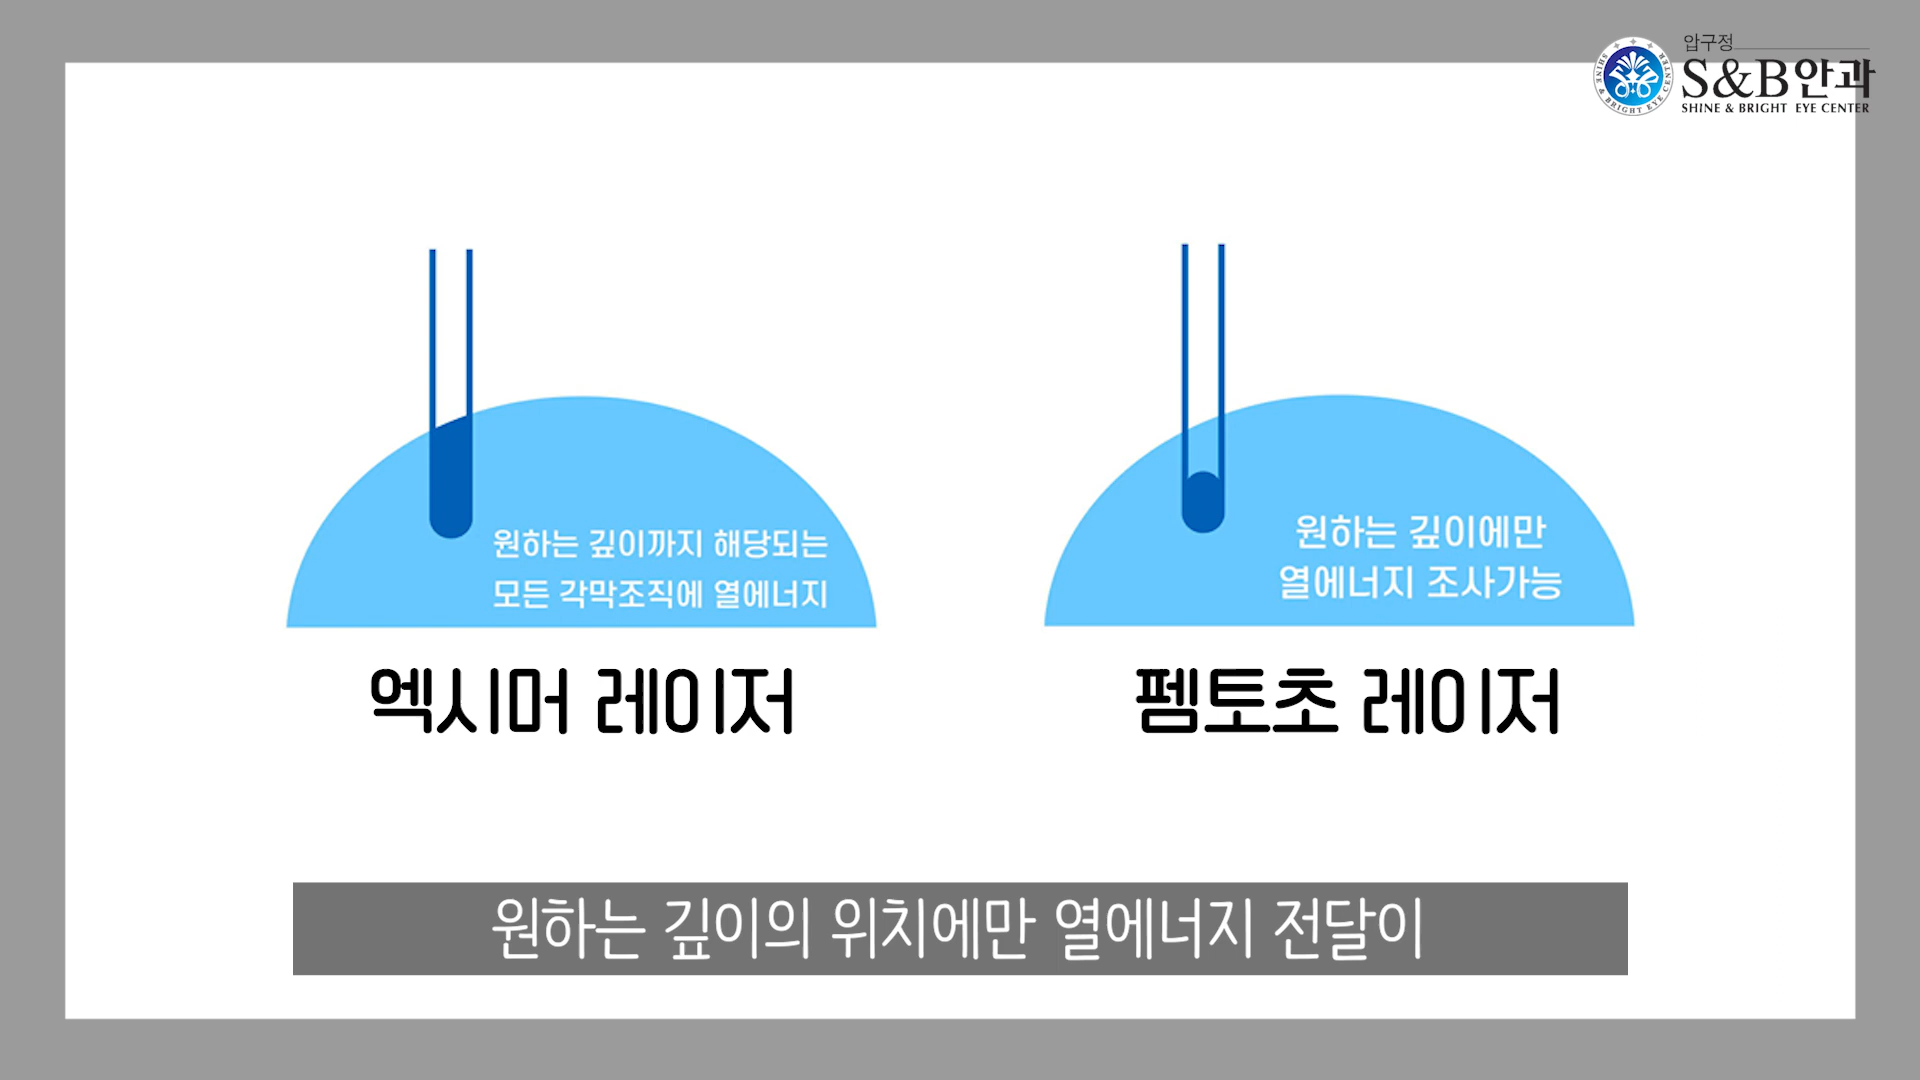 압구정
S&B안과
SHINE & BRIGHT EYE CENTER
SHINE & BRIGHT EYE CENTER
원하는 깊이까지 해당되는
모든 각막조직에 열에너지
원하는 깊이에만
열에너지 조사가능
엑시머 레이저
펨토초 레이저
원하는 깊이의 위치에만 열에너지 전달이